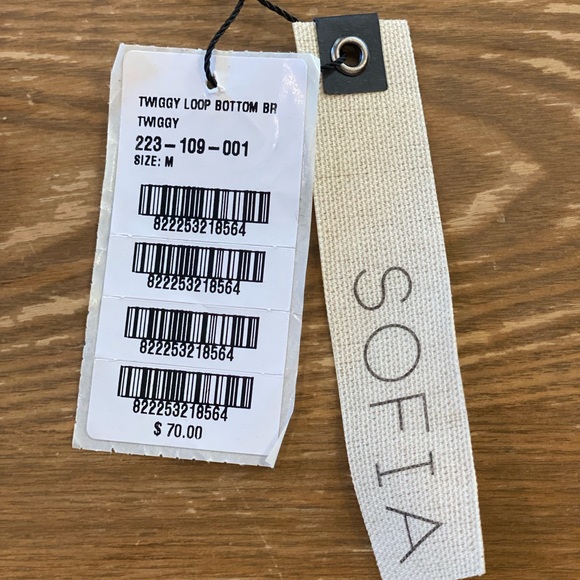 TWIGGY LOOP BOTTOM BR
TWIGGY
223-109-001
SIZE: M
822253218564
822253218564
822253218564
822253218564
$ 70.00
SOFIA